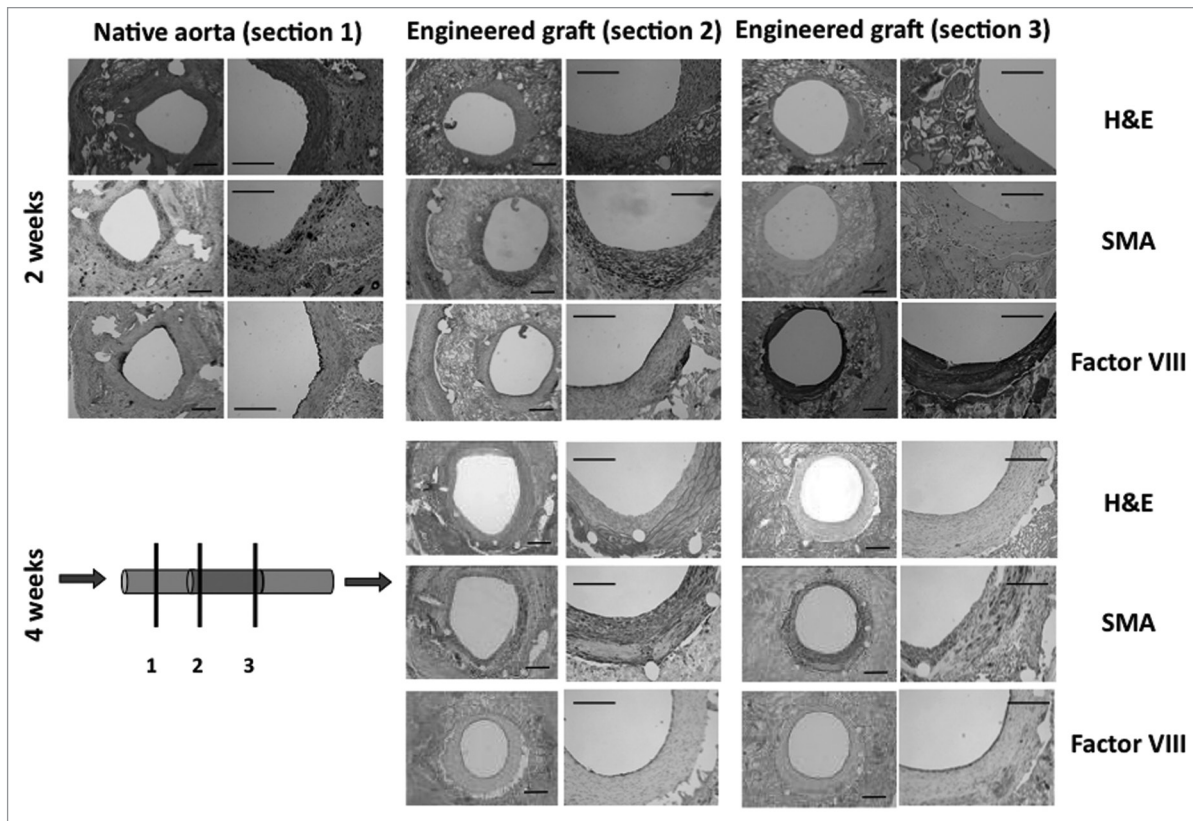 Native aorta (section 1)
Engineered graft (section 2)
Engineered graft (section 3)
2 weeks
H&E
SMA
Factor VIII
4 weeks
1 2 3
H&E
SMA
Factor VIII